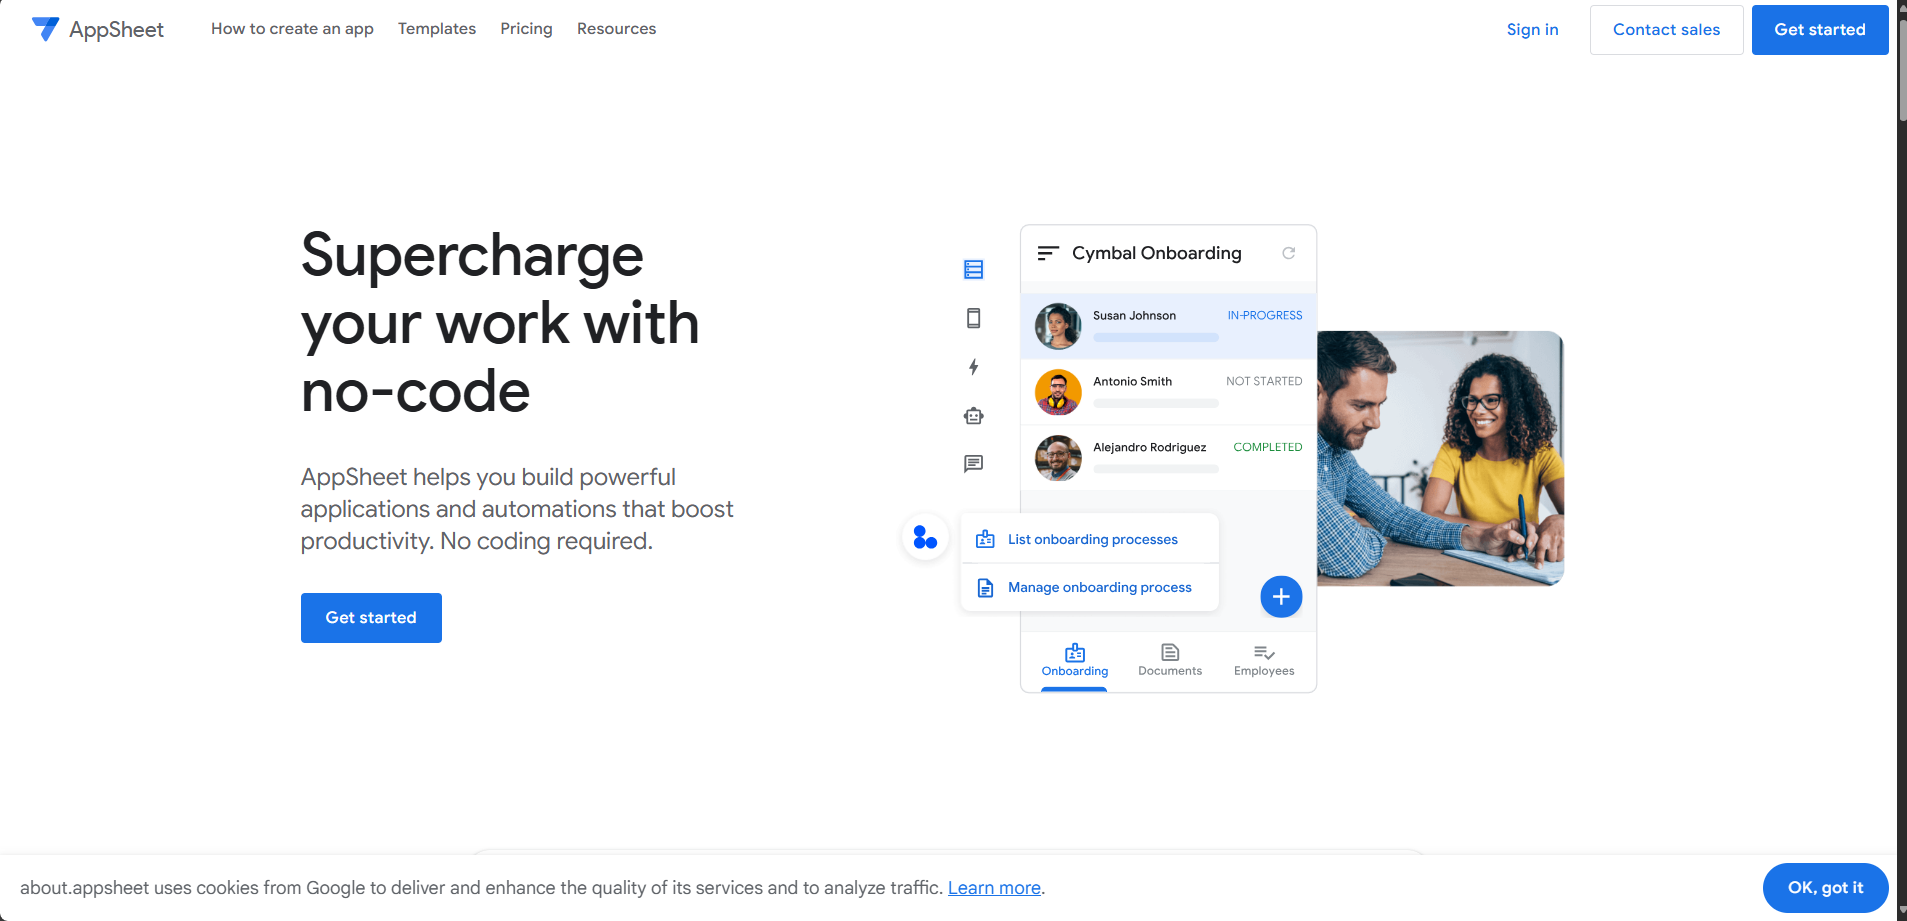 AppSheet
How to create an app
Templates
Pricing
Resources
Sign in
Contact sales
Get started
Supercharge
your work with
no-code
AppSheet helps you build powerful
applications and automations that boost
productivity. No coding required.
Get started
Cymbal Onboarding
Susan Johnson
IN-PROGRESS
Antonio Smith
NOT STARTED
Alejandro Rodriguez
COMPLETED
List onboarding processes
Manage onboarding process
Onboarding
Documents
Employees
about.appsheet uses cookies from Google to deliver and enhance the quality of its services and to analyze traffic. Learn more.
OK, got it